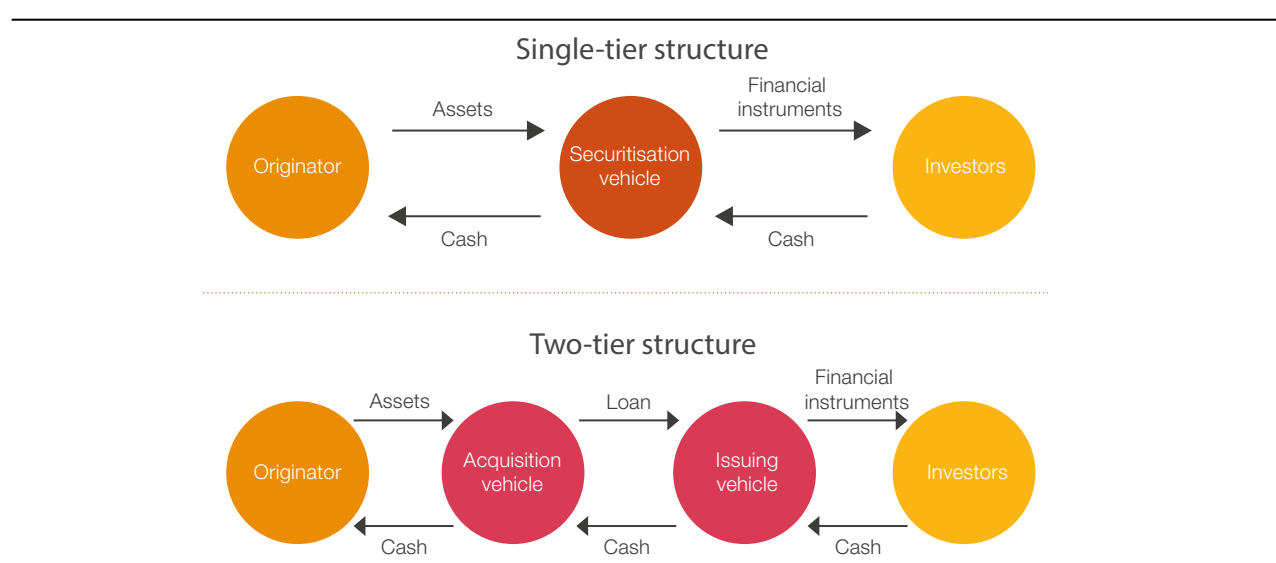 Single-tier structure
Financial
instruments
Assets
Originator
Securitisation
vehicle
Investors
Cash
Cash
Two-tier structure
Financial
instruments
Assets
Loan
Originator
Acquisition
vehicle
Issuing
vehicle
Investors
Cash
Cash
Cash